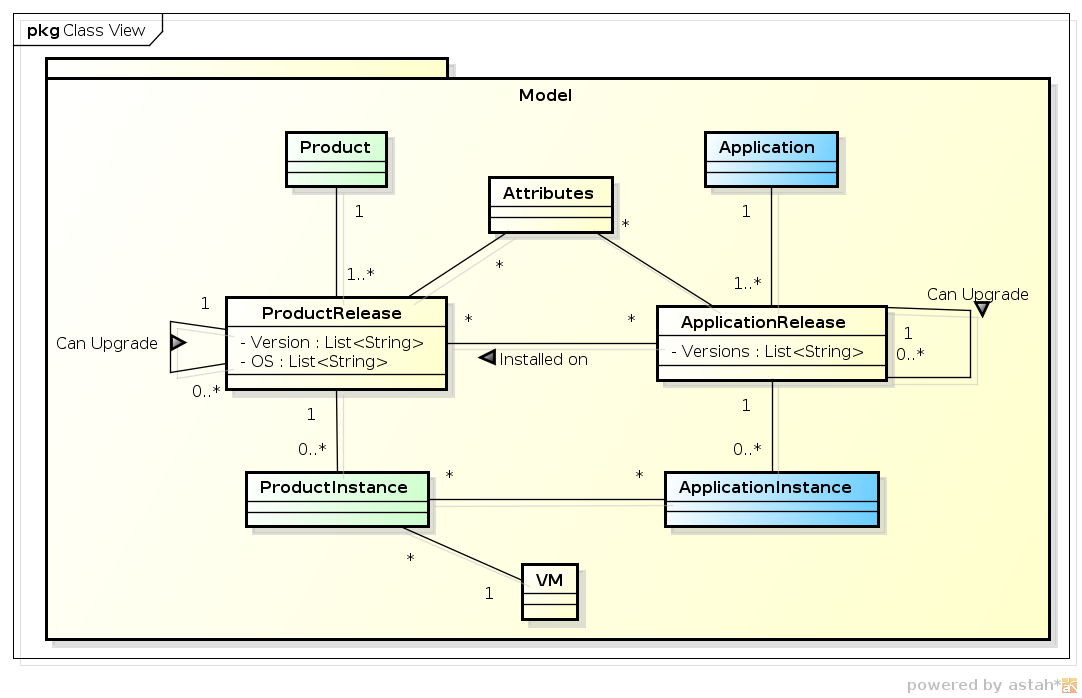 pkg Class View
Model
Product
Application
Attributes
1
1
*
*
1..*
1..*
Can Upgrade
1
ProductRelease
*
*
ApplicationRelease
1
Can Upgrade
- Version : List<String>
- OS : List<String>
Installed on
- Versions : List<String>
0..*
0..*
1
1
0..*
0..*
*
*
ProductInstance
ApplicationInstance
*
VM
1
powered by astah*